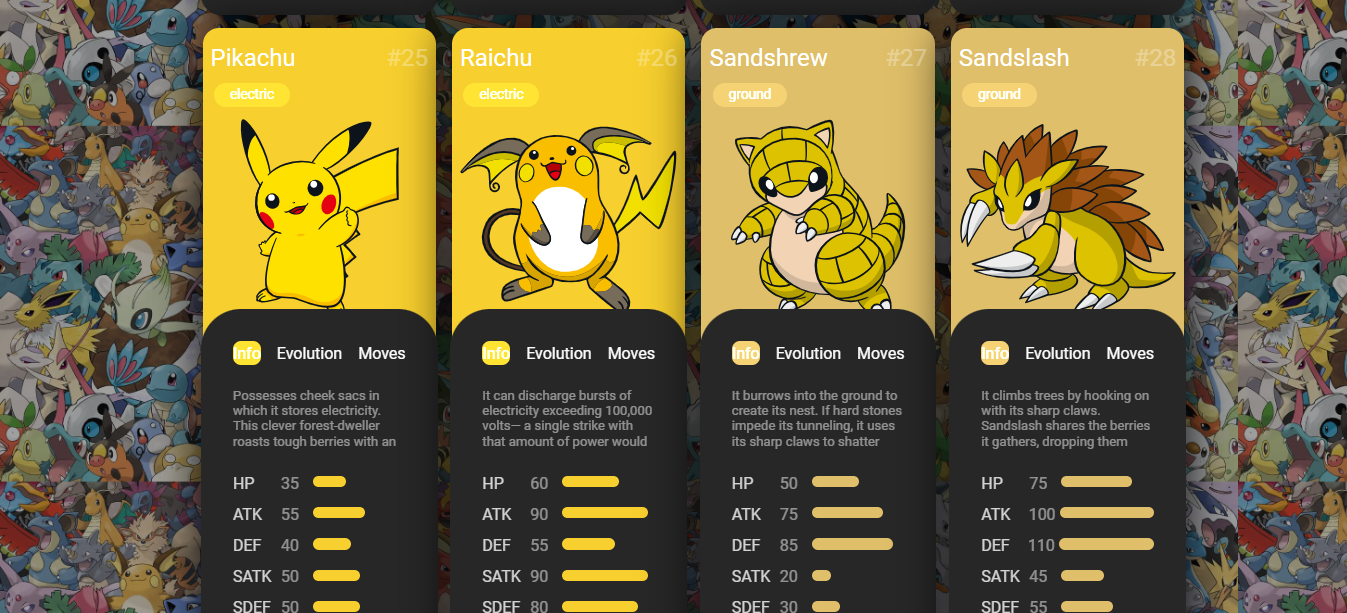 Pikachu #25
electric
Info Evolution Moves
Possesses cheek sacs in
which it stores electricity.
This clever forest-dweller
roasts tough berries with an
HP 35
ATK 55
DEF 40
SATK 50
SDEF 50
Raichu #26
electric
Info Evolution Moves
It can discharge bursts of
electricity exceeding 100,000
volts— a single strike with
that amount of power would
HP 60
ATK 90
DEF 55
SATK 90
SDEF 80
Sandshrew #27
ground
Info Evolution Moves
It burrows into the ground to
create its nest. If hard stones
impede its tunneling, it uses
its sharp claws to shatter
HP 50
ATK 75
DEF 85
SATK 20
SDEF 30
Sandslash #28
ground
Info Evolution Moves
It climbs trees by hooking on
with its sharp claws.
Sandslash shares the berries
it gathers, dropping them
HP 75
ATK 100
DEF 110
SATK 45
SDEF 55